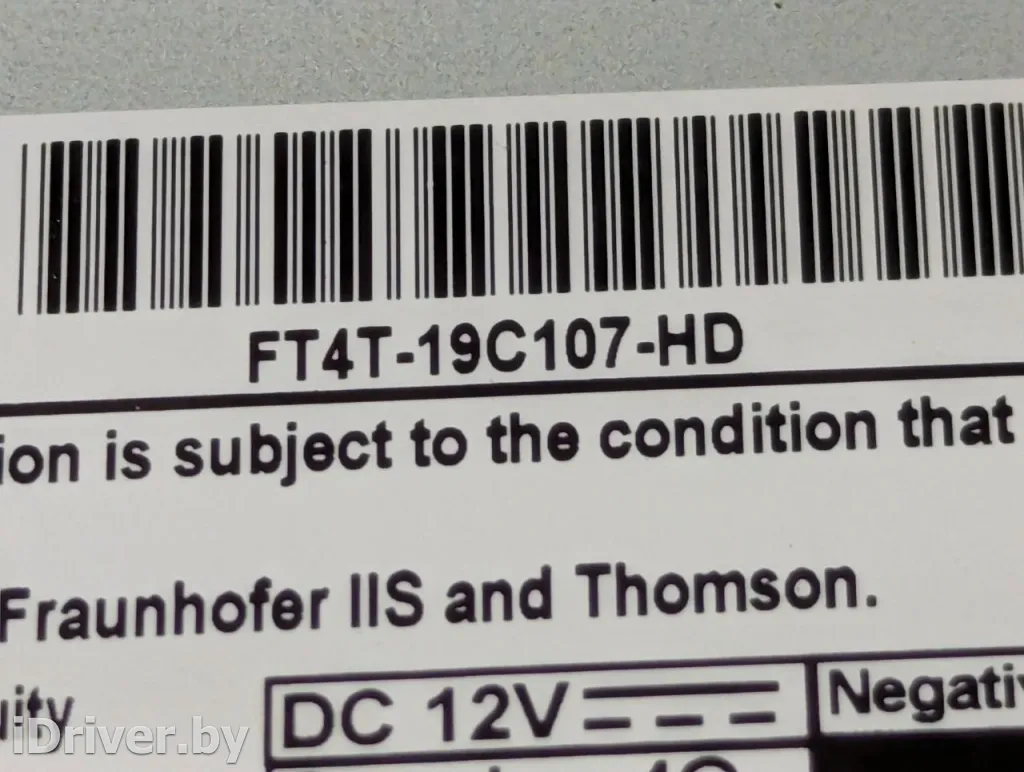 FT4T-19C107-HD
ion is subject to the condition that
Fraunhofer IIS and Thomson.
uity
DC 12V
Negativ
iDriver.by